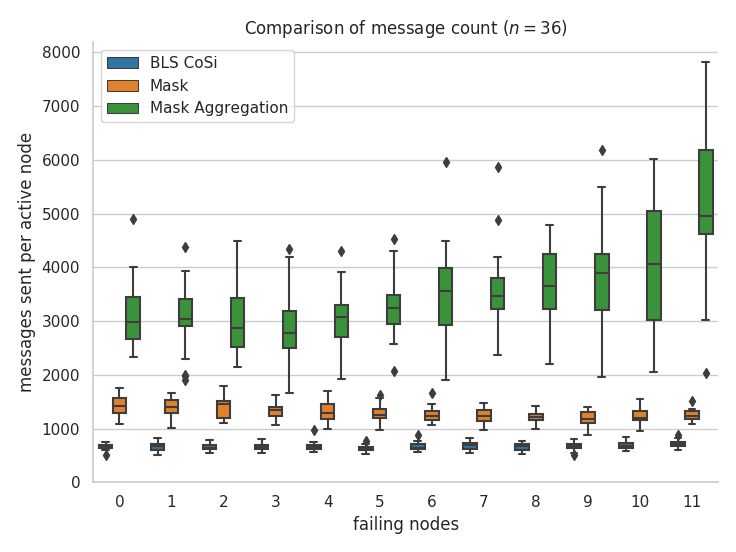 Comparison of message count (n = 36)
BLS CoSi
Mask
Mask Aggregation
messages sent per active node
8000
7000
6000
5000
4000
3000
2000
1000
0
0 1 2 3 4 5 6 7 8 9 10 11
failing nodes